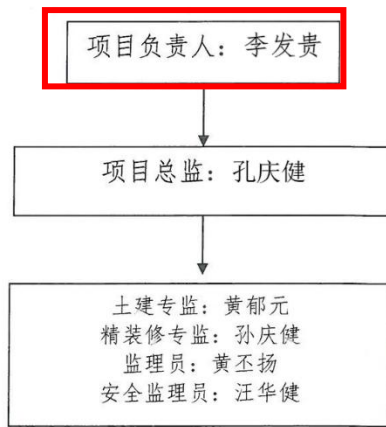 项目负责人：李发贵
项目总监：孔庆健
土建专监：黄郁元
精装修专监：孙庆健
监理员：黄丕扬
安全监理员：汪华健